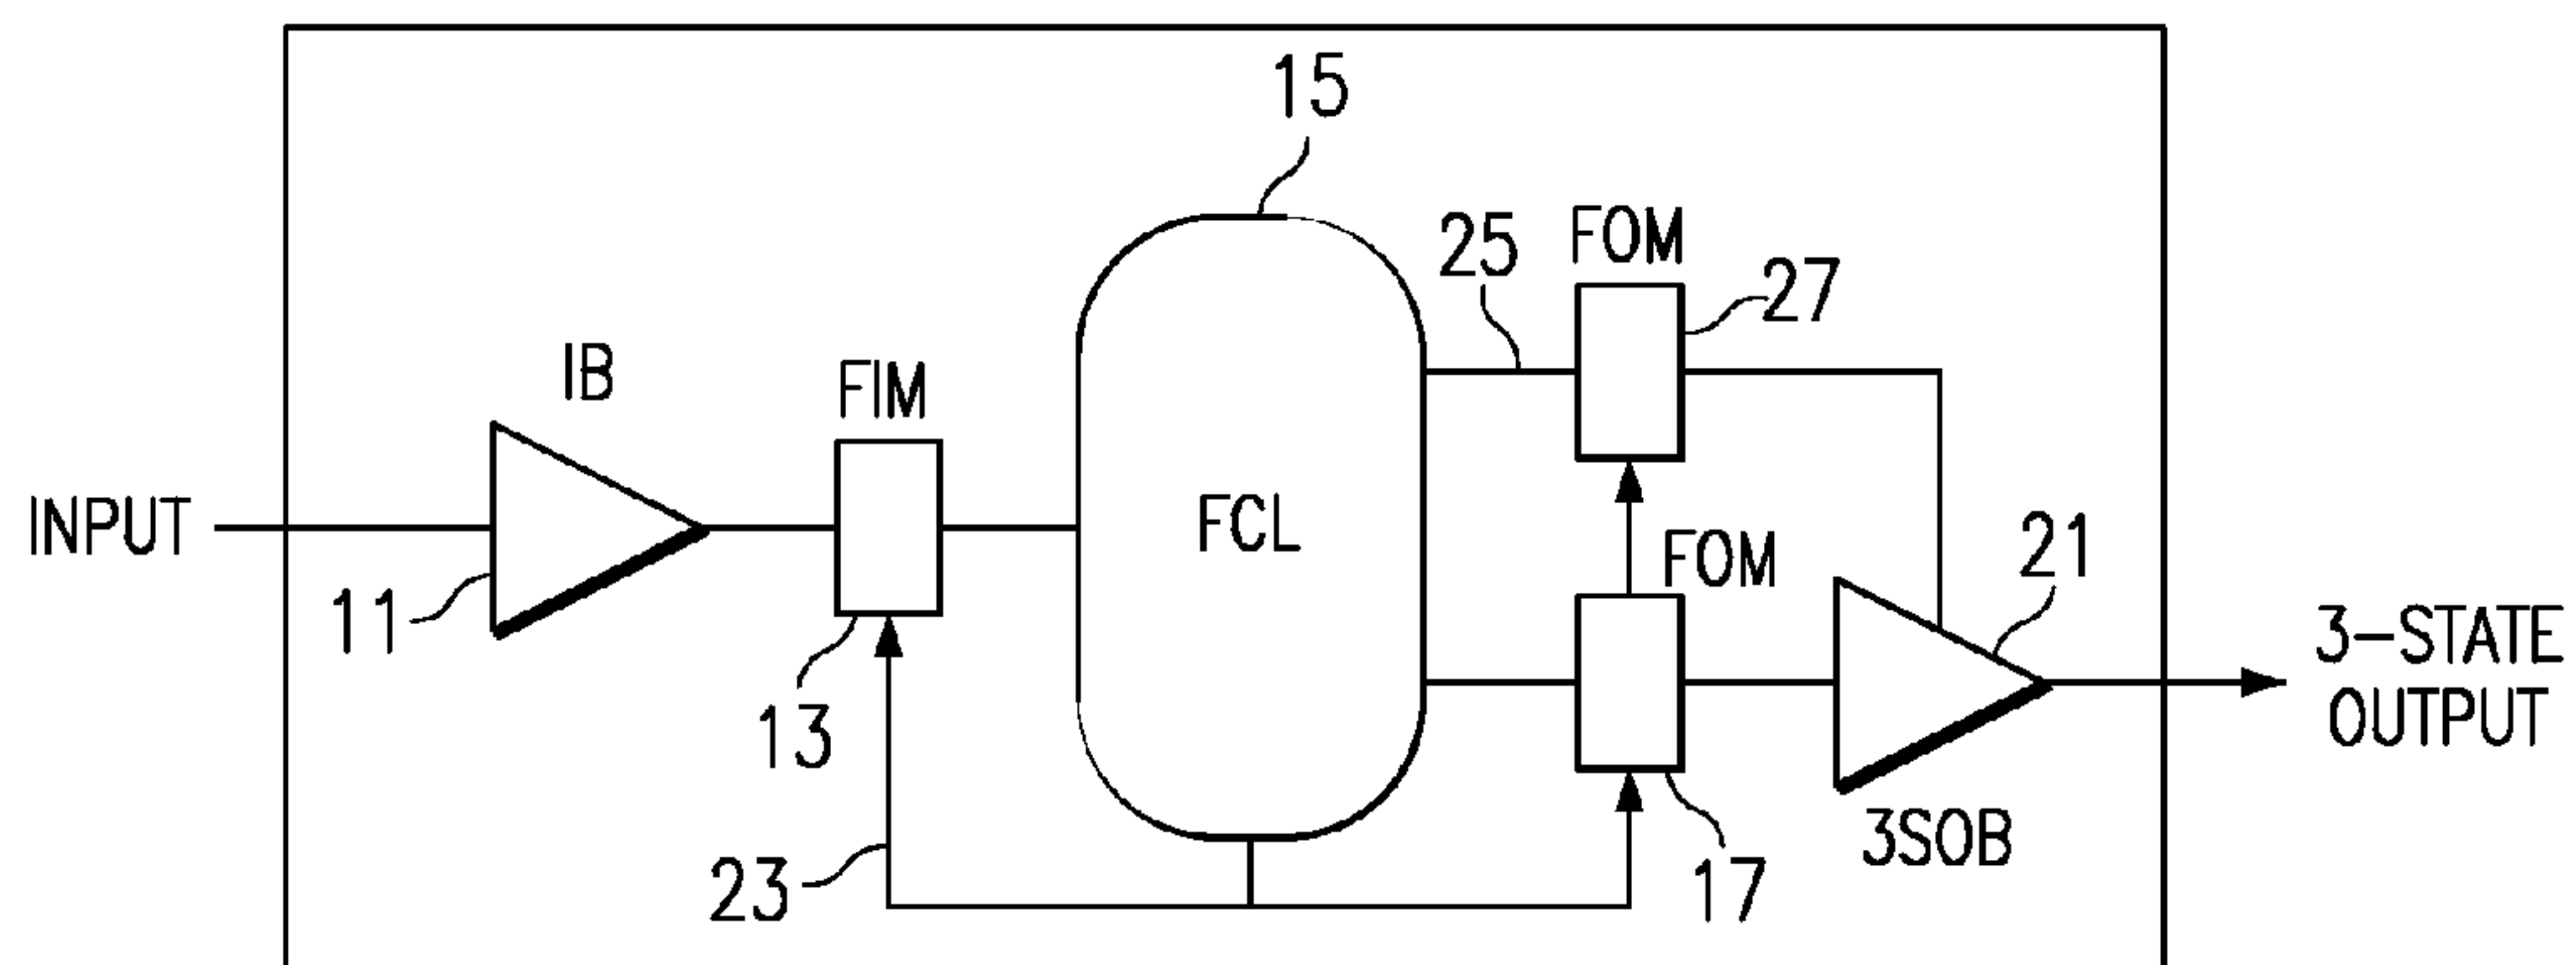 15
25
FOM
27
IB
FIM
INPUT
FCL
FOM
21
11
3-STATE
OUTPUT
13
3SOB
23
17